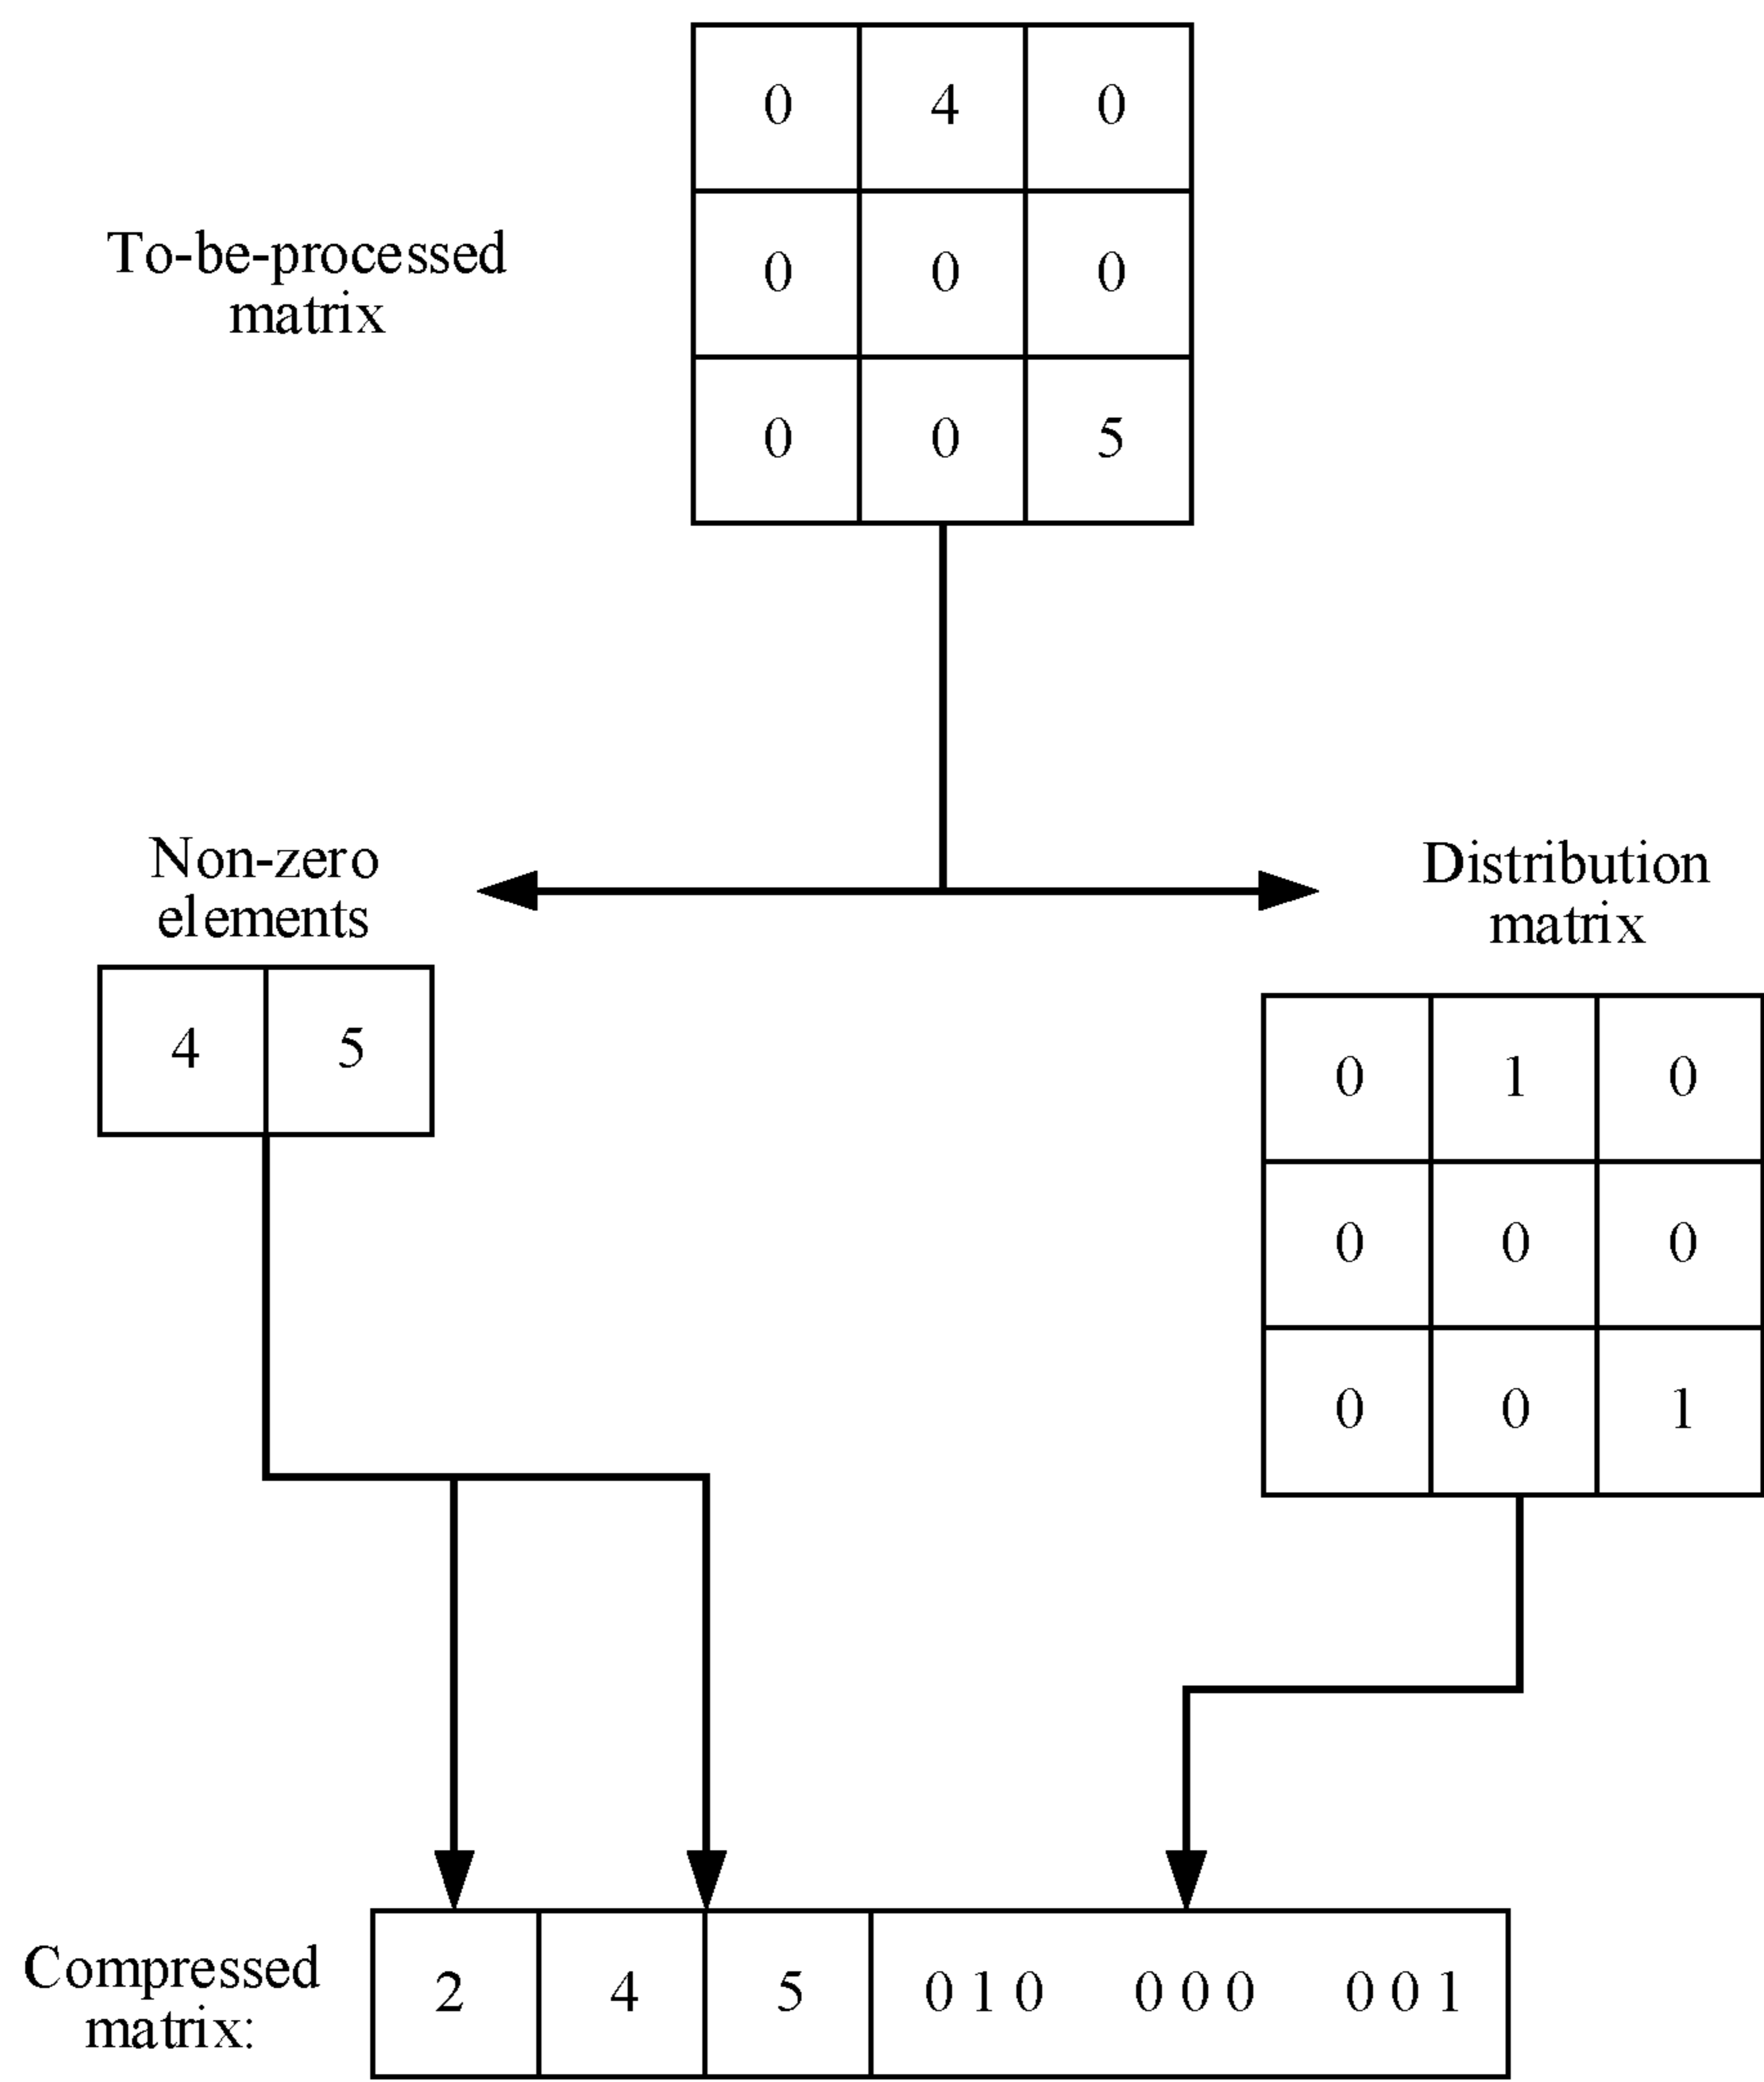 0 4 0
To-be-processed
matrix
0 0 0
0 0 5
Non-zero
elements
Distribution
matrix
4 5
0 1 0
0 0 0
0 0 1
Compressed
matrix:
2 4 5 0 1 0 0 0 0 0 0 1